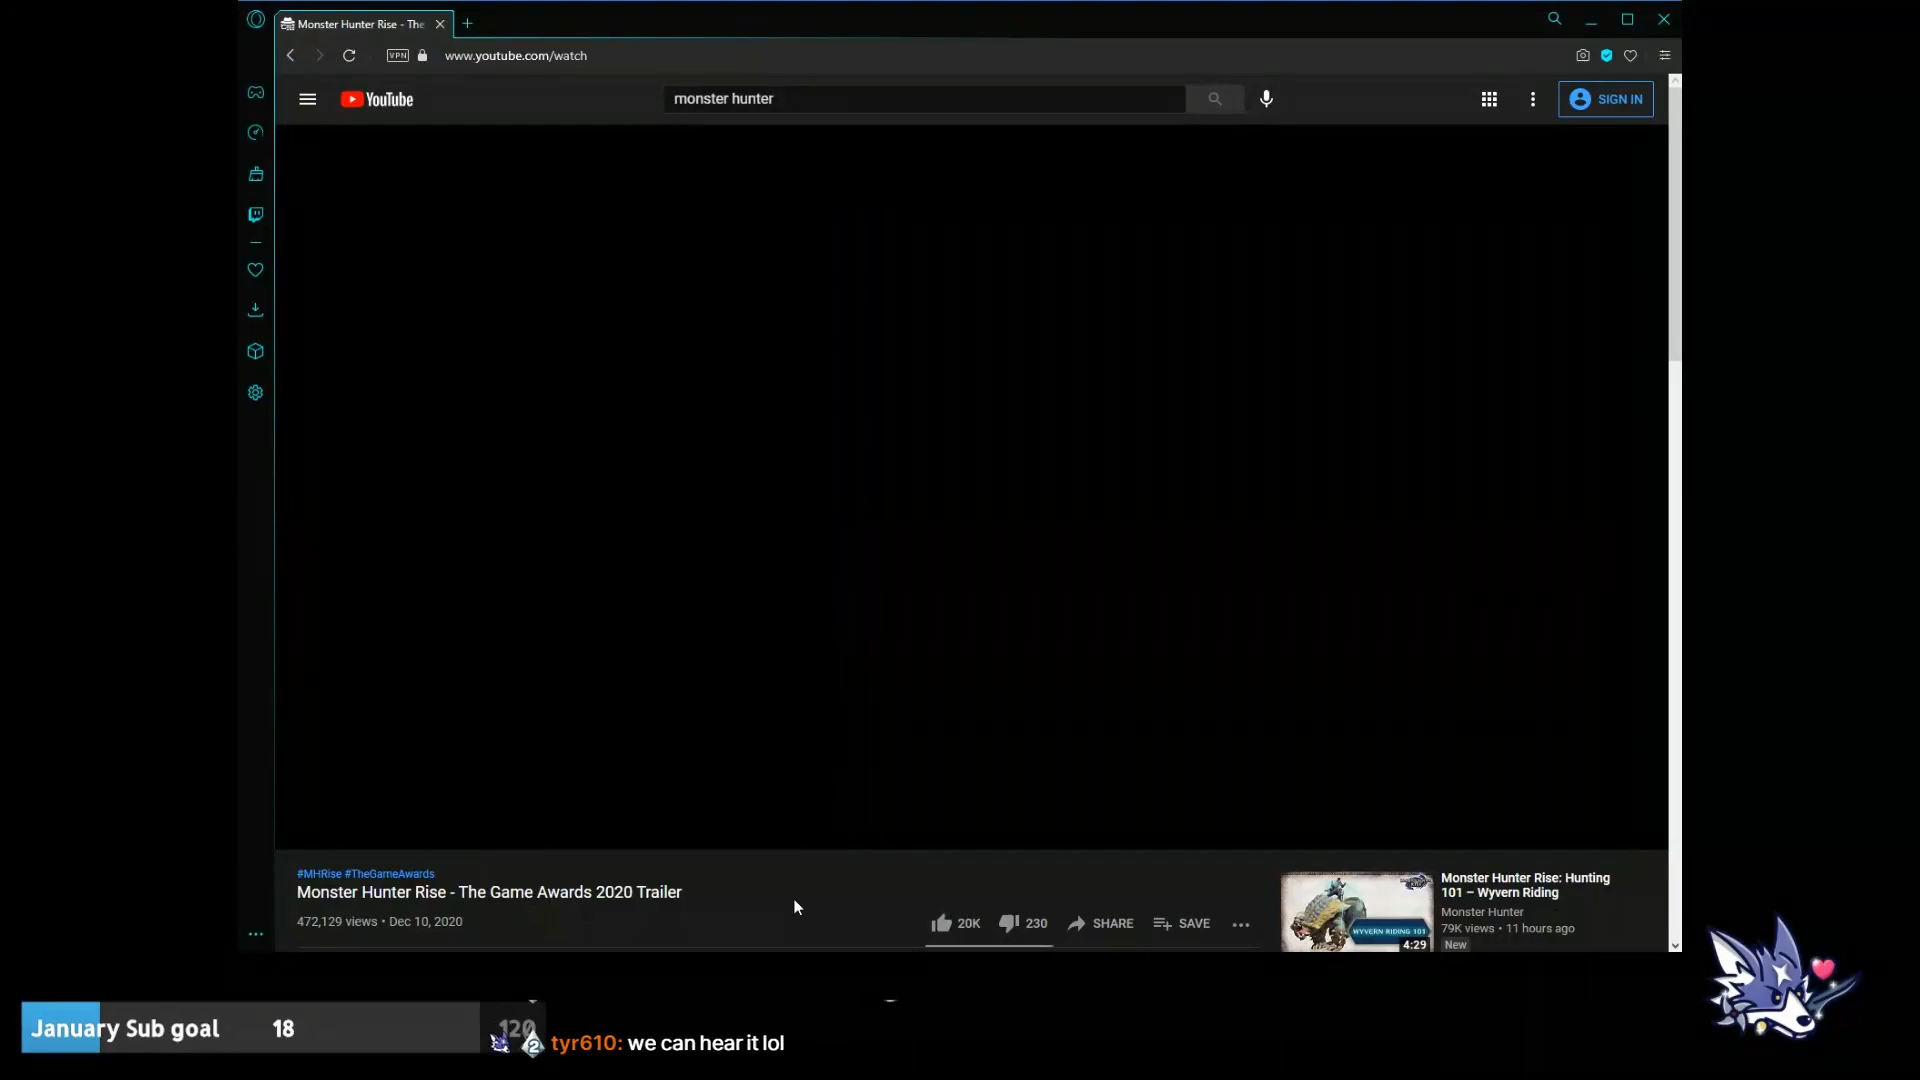 Monster Hunter Rise - The
VPN
www.youtube.com/watch
YouTube
monster hunter
SIGN IN
#MHRise #TheGameAwards
Monster Hunter Rise - The Game Awards 2020 Trailer
472,129 views • Dec 10, 2020
20K
230
SHARE
SAVE
WYVERN RIDING 101
4:29
Monster Hunter Rise: Hunting
101 – Wyvern Riding
Monster Hunter
79K views • 11 hours ago
New
January Sub goal 18 120
2 tyr610: we can hear it lol